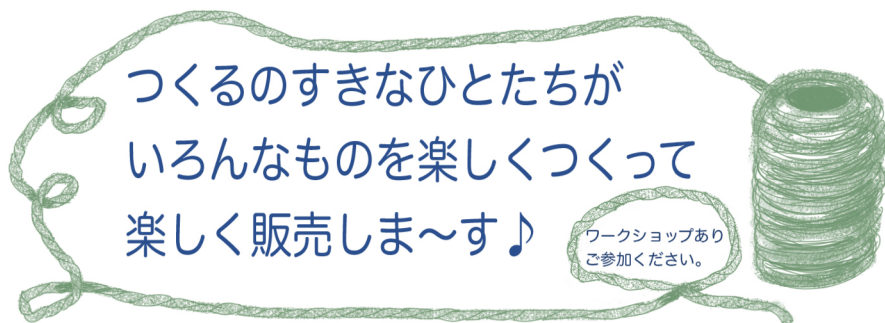 つくるのすきなひとたちが
いろんなものを楽しくつくって
楽しく販売しま〜す♪
ワークショップあり
ご参加ください。